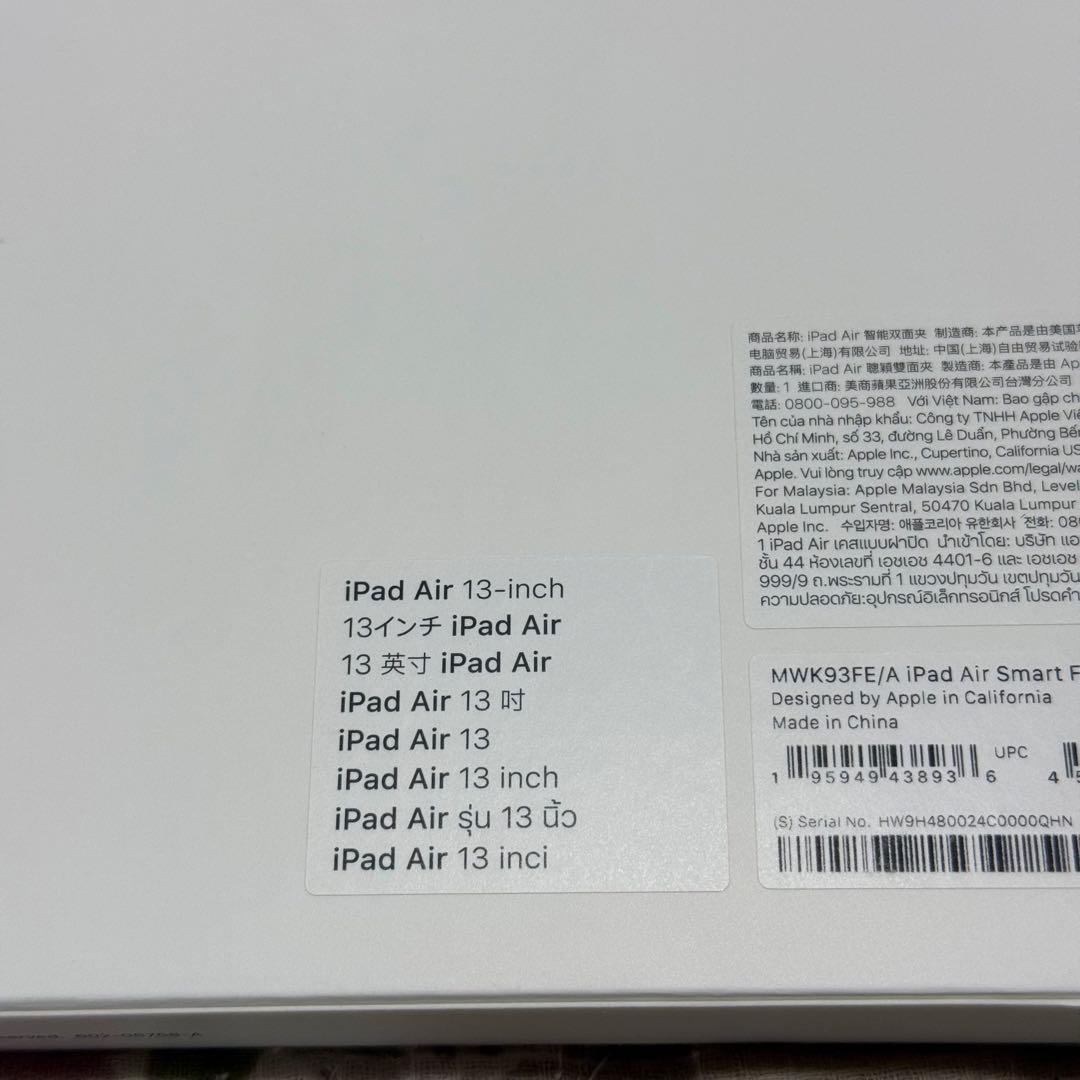 商品名称: iPad Air 智能双面夹 制造商: 本产品是由美国
电脑贸易(上海)有限公司 地址: 中国(上海)自由贸易试验
商品名稱: iPad Air 聰穎雙面夾 製造商: 本產品是由 Ap
數量: 1 進口商: 美商蘋果亞洲股份有限公司台灣分公司
電話: 0800-095-988 Với Việt Nam: Bao gập ch
Tên của nhà nhập khẩu: Công ty TNHH Apple Việ
Hồ Chí Minh, số 33, đường Lê Duẩn, Phường Bến
Nhà sản xuất: Apple Inc., Cupertino, California US
Apple. Vui lòng truy cập www.apple.com/legal/wa
For Malaysia: Apple Malaysia Sdn Bhd, Level
Kuala Lumpur Sentral, 50470 Kuala Lumpur
Apple Inc. 수입자명: 애플코리아 유한회사 전화: 080
1 iPad Air เคสแบบฝาปิด นำเข้าโดย: บริษัท แอ
ชั้น 44 ห้องเลขที่ เอชเอช 4401-6 และ เอชเอช
999/9 ถ.พระรามที่ 1 แขวงปทุมวัน เขตปทุมวัน
ความปลอดภัย:อุปกรณ์อิเล็กทรอนิกส์ โปรดคำ
iPad Air 13-inch
13インチ iPad Air
13 英寸 iPad Air
iPad Air 13 吋
iPad Air 13
iPad Air 13 inch
iPad Air รุ่น 13 นิ้ว
iPad Air 13 inci
MWK93FE/A iPad Air Smart F
Designed by Apple in California
Made in China
UPC
1 95949 43893 6
(S) Serial No. HW9H480024C0000QHN